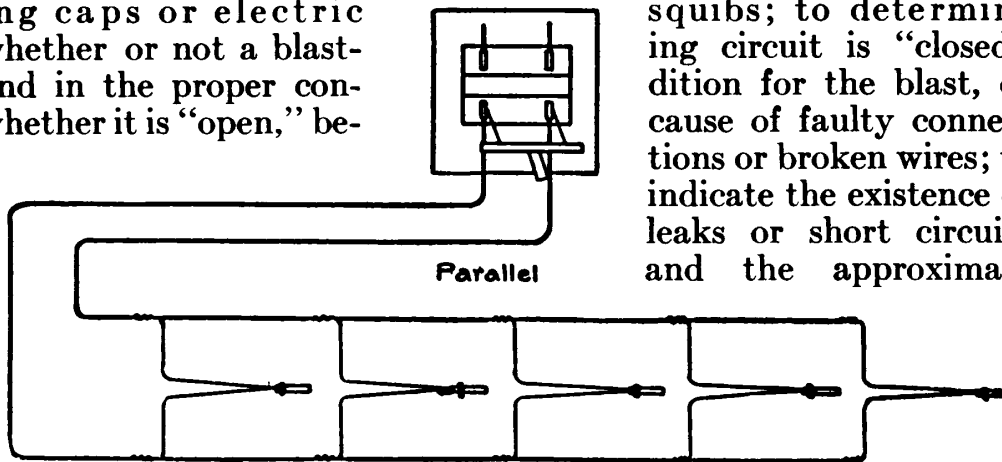 ng caps or electric
whether or not a blast-
nd in the proper con-
whether it is "open," be-
squibs; to determin
ing circuit is "closed
dition for the blast,
cause of faulty conne
tions or broken wires;
indicate the existence
leaks or short circui
and the approxima
Parallel